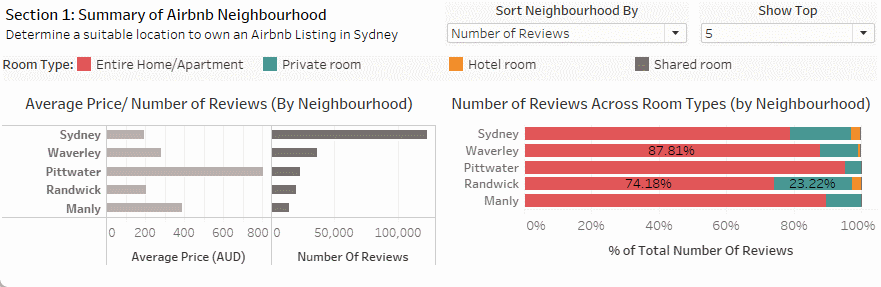 Section 1: Summary of Airbnb Neighbourhood
Determine a suitable location to own an Airbnb Listing in Sydney
Sort Neighbourhood By
Show Top
Number of Reviews
5
Room Type: Entire Home/Apartment Private room Hotel room Shared room
Average Price/ Number of Reviews (By Neighbourhood)
Sydney
Waverley
Pittwater
Randwick
Manly
0 200 400 600 800
0 50,000 100,000
Average Price (AUD)
Number Of Reviews
Number of Reviews Across Room Types (by Neighbourhood)
Sydney
Waverley 87.81%
Pittwater
Randwick 74.18% 23.22%
Manly
0% 20% 40% 60% 80% 100%
% of Total Number Of Reviews